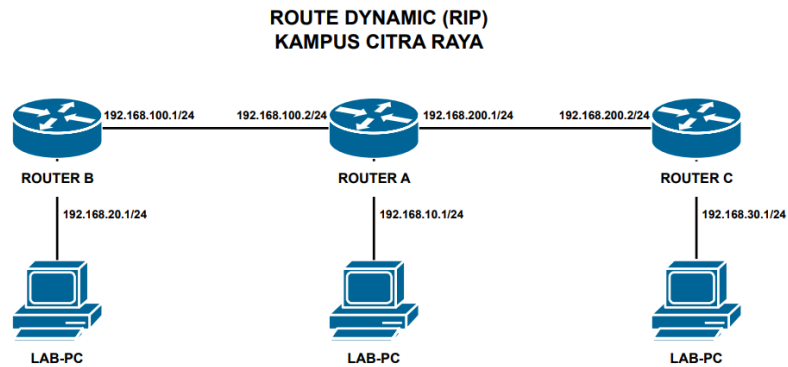 ROUTE DYNAMIC (RIP)
KAMPUS CITRA RAYA
192.168.100.1/24
192.168.100.2/24
192.168.200.1/24
192.168.200.2/24
ROUTER B
ROUTER A
ROUTER C
192.168.20.1/24
192.168.10.1/24
192.168.30.1/24
LAB-PC
LAB-PC
LAB-PC